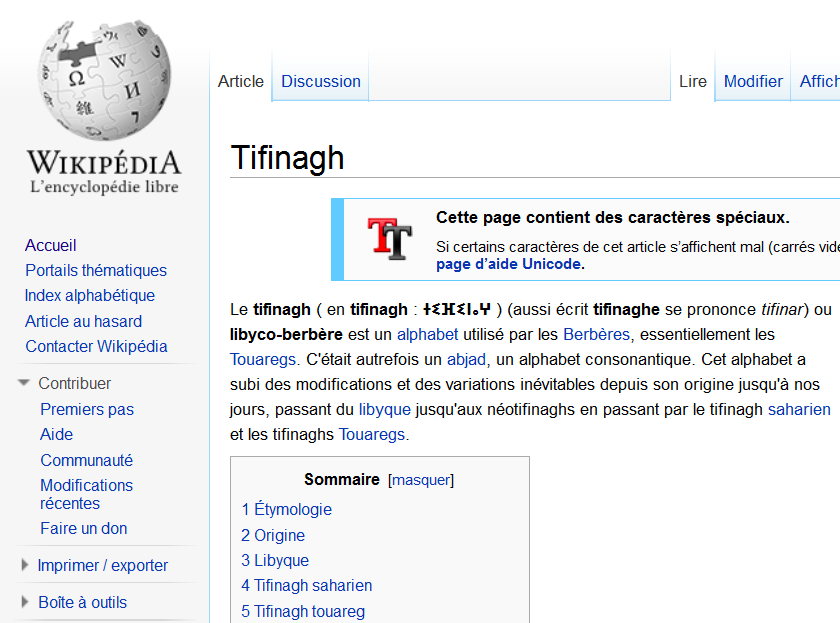 WIKIPÉDIA
L'encyclopédie libre
Accueil
Portails thématiques
Index alphabétique
Article au hasard
Contacter Wikipédia
Contribuer
Premiers pas
Aide
Communauté
Modifications
récentes
Faire un don
Imprimer / exporter
Boîte à outils
Article Discussion Lire Modifier
Tifinagh
Cette page contient des caractères spéciaux.
Si certains caractères de cet article s’affichent mal (carrés
page d’aide Unicode.
Le tifinagh ( en tifinagh : ⵜⵉⴼⵉⵏⴰⵖ ) (aussi écrit tifinaghe se prononce tifinar) ou
libyco-berbère est un alphabet utilisé par les Berbères, essentiellement les
Touaregs. C'était autrefois un abjad, un alphabet consonantique. Cet alphabet a
subi des modifications et des variations inévitables depuis son origine jusqu'à nos
jours, passant du libyque jusqu'aux néotifinaghs en passant par le tifinagh saharien
et les tifinaghs Touaregs.
Sommaire [masquer]
1 Étymologie
2 Origine
3 Libyque
4 Tifinagh saharien
5 Tifinagh touareg